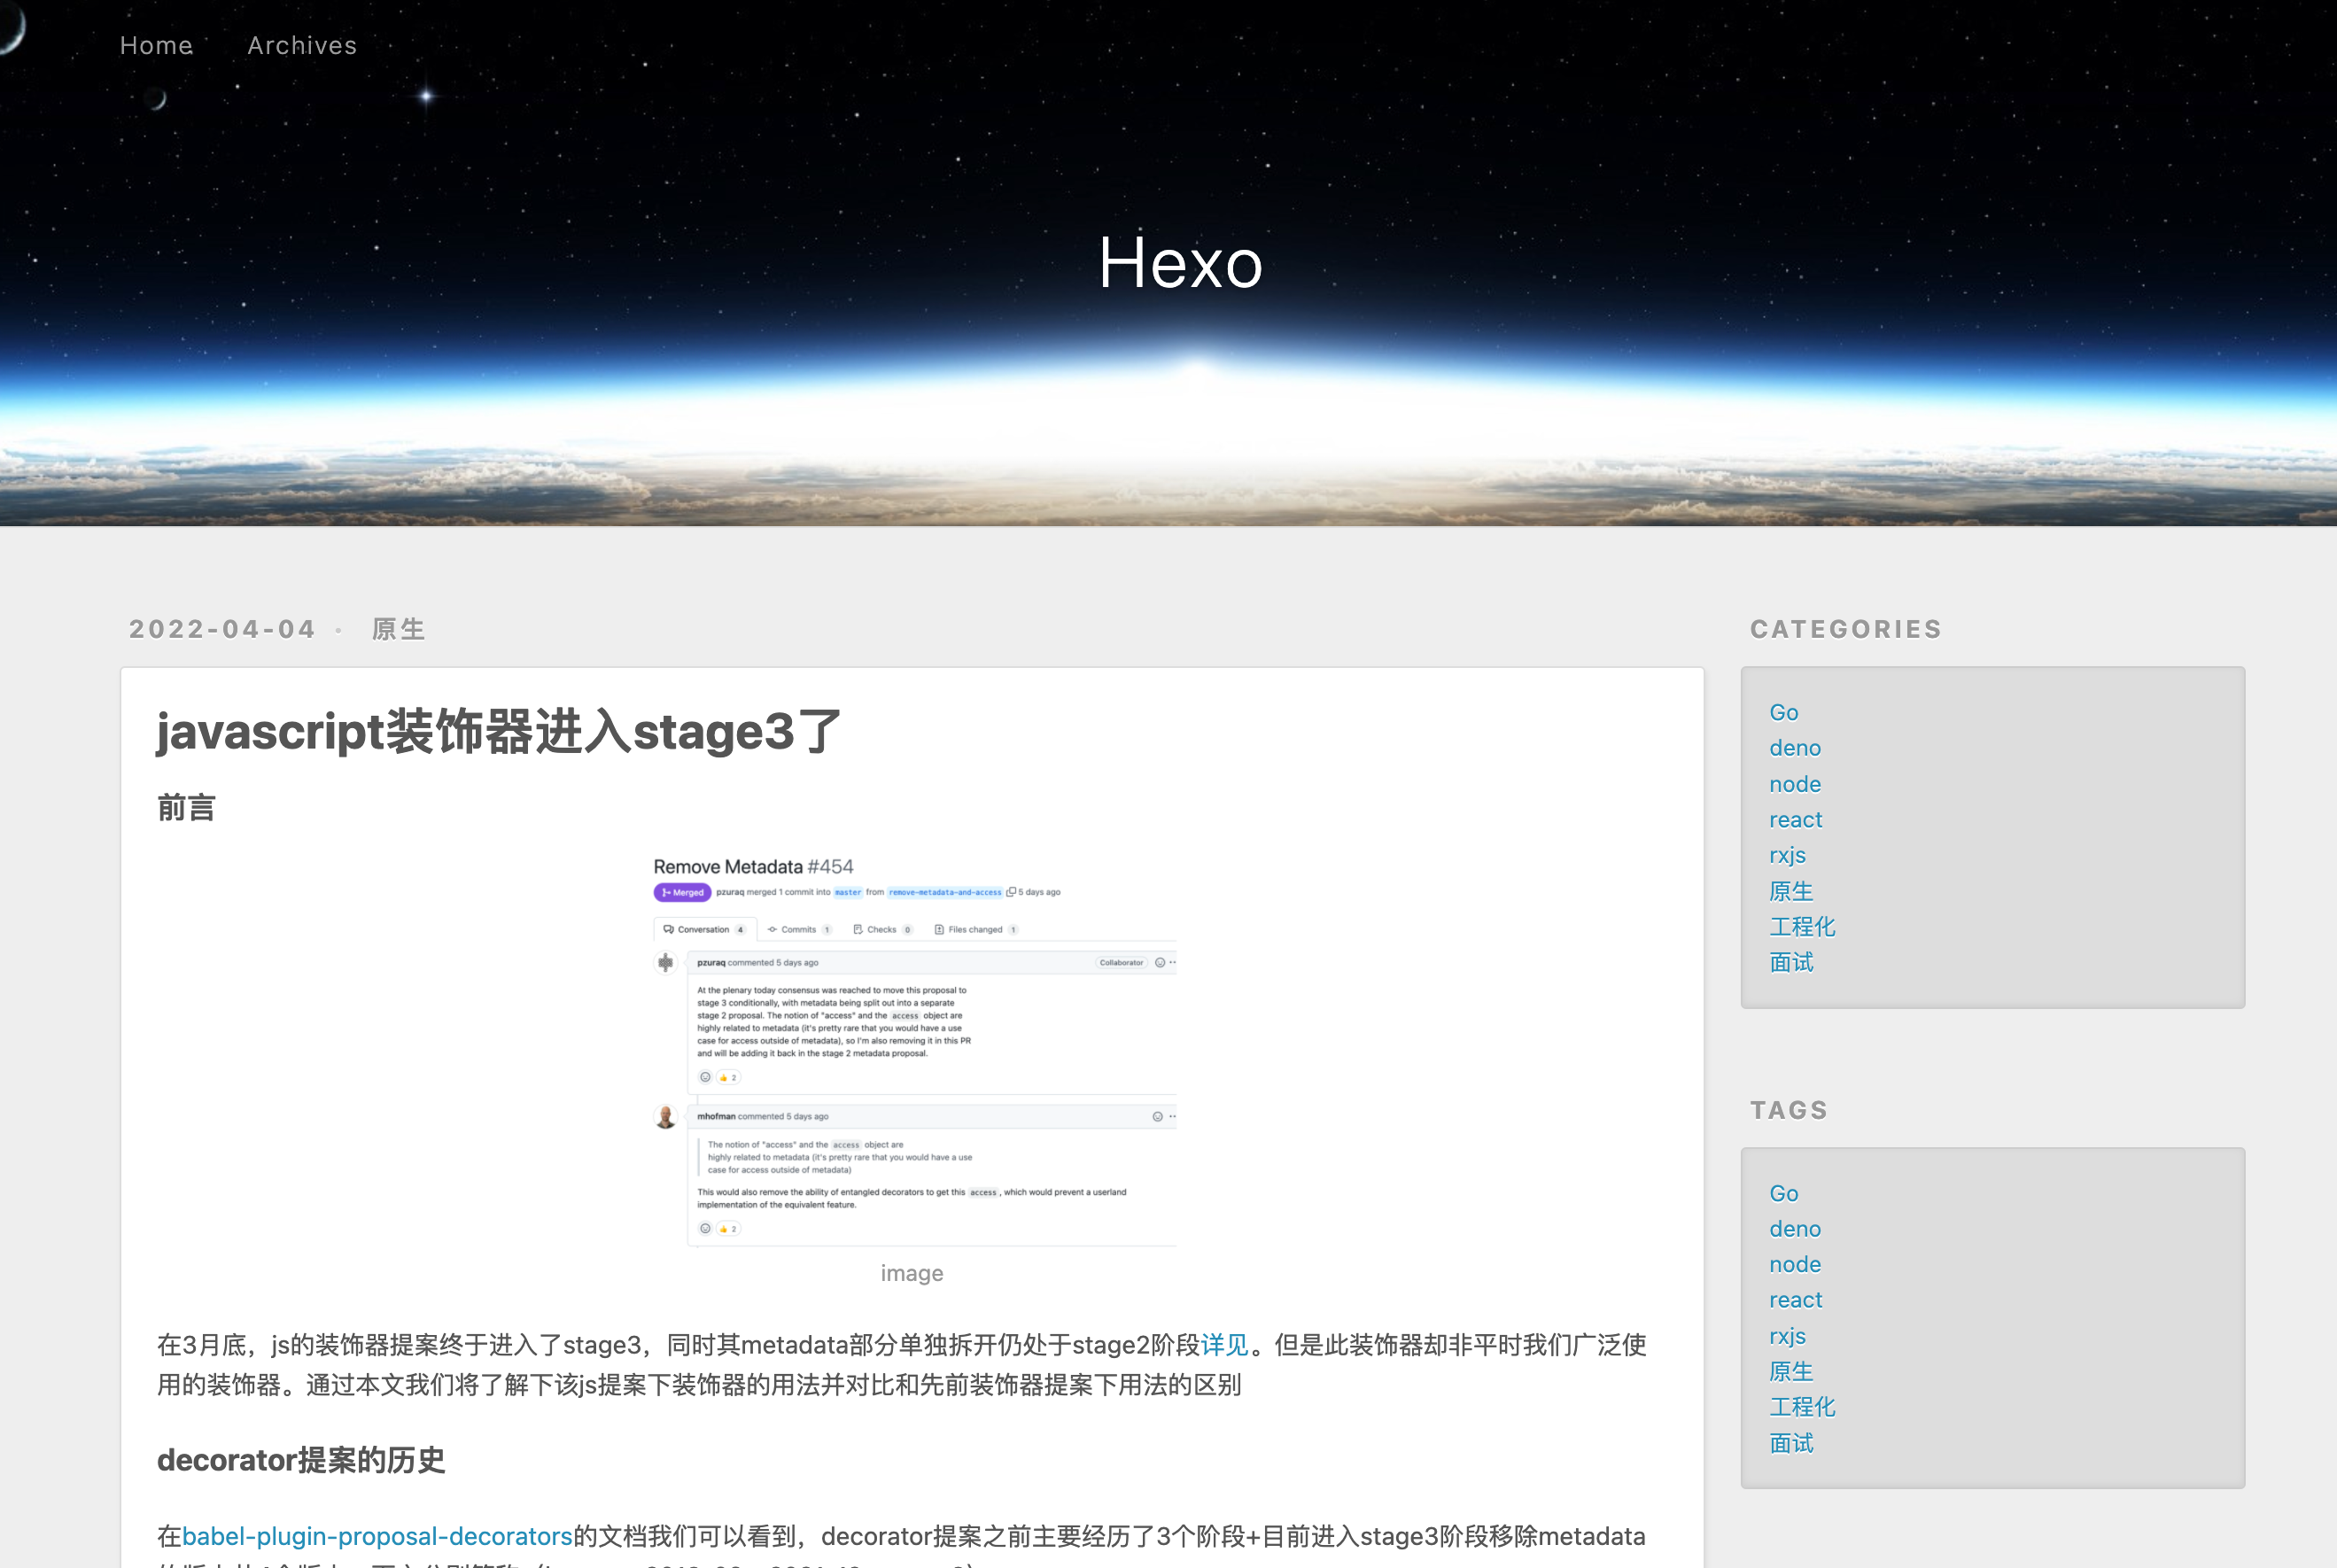 Home Archives
Hexo
2022-04-04 • 原生
javascript装饰器进入stage3了
前言
Remove Metadata #454
Merged pzuraq merged 1 commit into master from remove-metadata-and-access 5 days ago
Conversation 4 Commits 1 Checks 0 Files changed 1
pzuraq commented 5 days ago Collaborator
At the plenary today consensus was reached to move this proposal to
stage 3 conditionally, with metadata being split out into a separate
stage 2 proposal. The notion of "access" and the access object are
highly related to metadata (it's pretty rare that you would have a use
case for access outside of metadata), so I'm also removing it in this PR
and will be adding it back in the stage 2 metadata proposal.
2
mhofman commented 5 days ago
The notion of "access" and the access object are
highly related to metadata (it's pretty rare that you would have a use
case for access outside of metadata)
This would also remove the ability of entangled decorators to get this access, which would prevent a userland
implementation of the equivalent feature.
2
image
在3月底，js的装饰器提案终于进入了stage3，同时其metadata部分单独拆开仍处于stage2阶段详见。但是此装饰器却非平时我们广泛使
用的装饰器。通过本文我们将了解下该js提案下装饰器的用法并对比和先前装饰器提案下用法的区别
decorator提案的历史
在babel-plugin-proposal-decorators的文档我们可以看到，decorator提案之前主要经历了3个阶段+目前进入stage3阶段移除metadata
CATEGORIES
Go
deno
node
react
rxjs
原生
工程化
面试
TAGS
Go
deno
node
react
rxjs
原生
工程化
面试